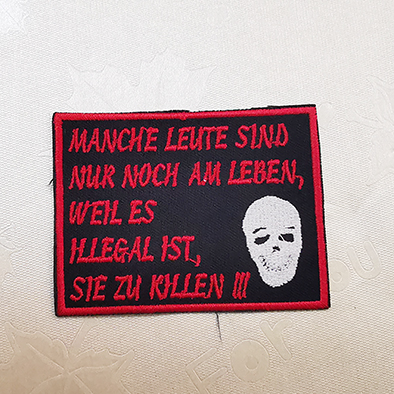 MANCHE LEUTE SIND
NUR NOCH AM LEBEN,
WEIL ES
ILLEGAL IST,
SIE ZU KILLEN !!!